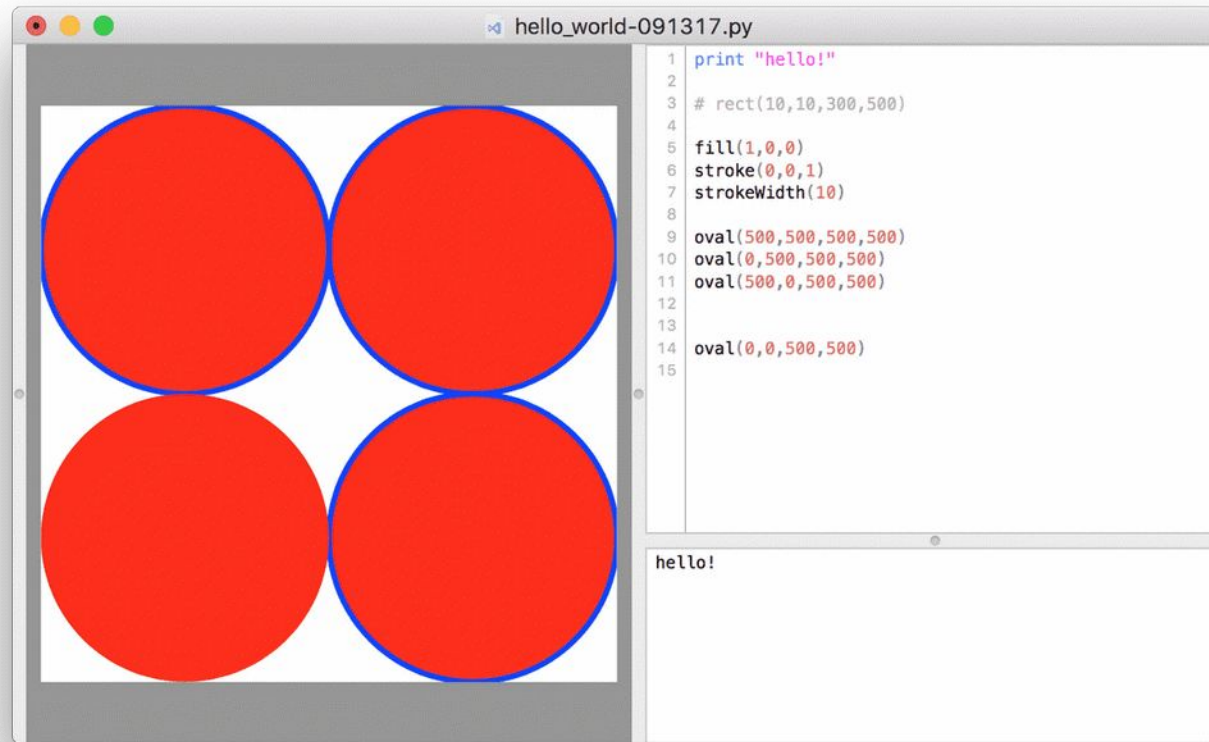 hello_world-091317.py
1 print "hello!"
2
3 # rect(10,10,300,500)
4
5 fill(1,0,0)
6 stroke(0,0,1)
7 strokeWidth(10)
8
9 oval(500,500,500,500)
10 oval(0,500,500,500)
11 oval(500,0,500,500)
12
13
14 oval(0,0,500,500)
15
hello!